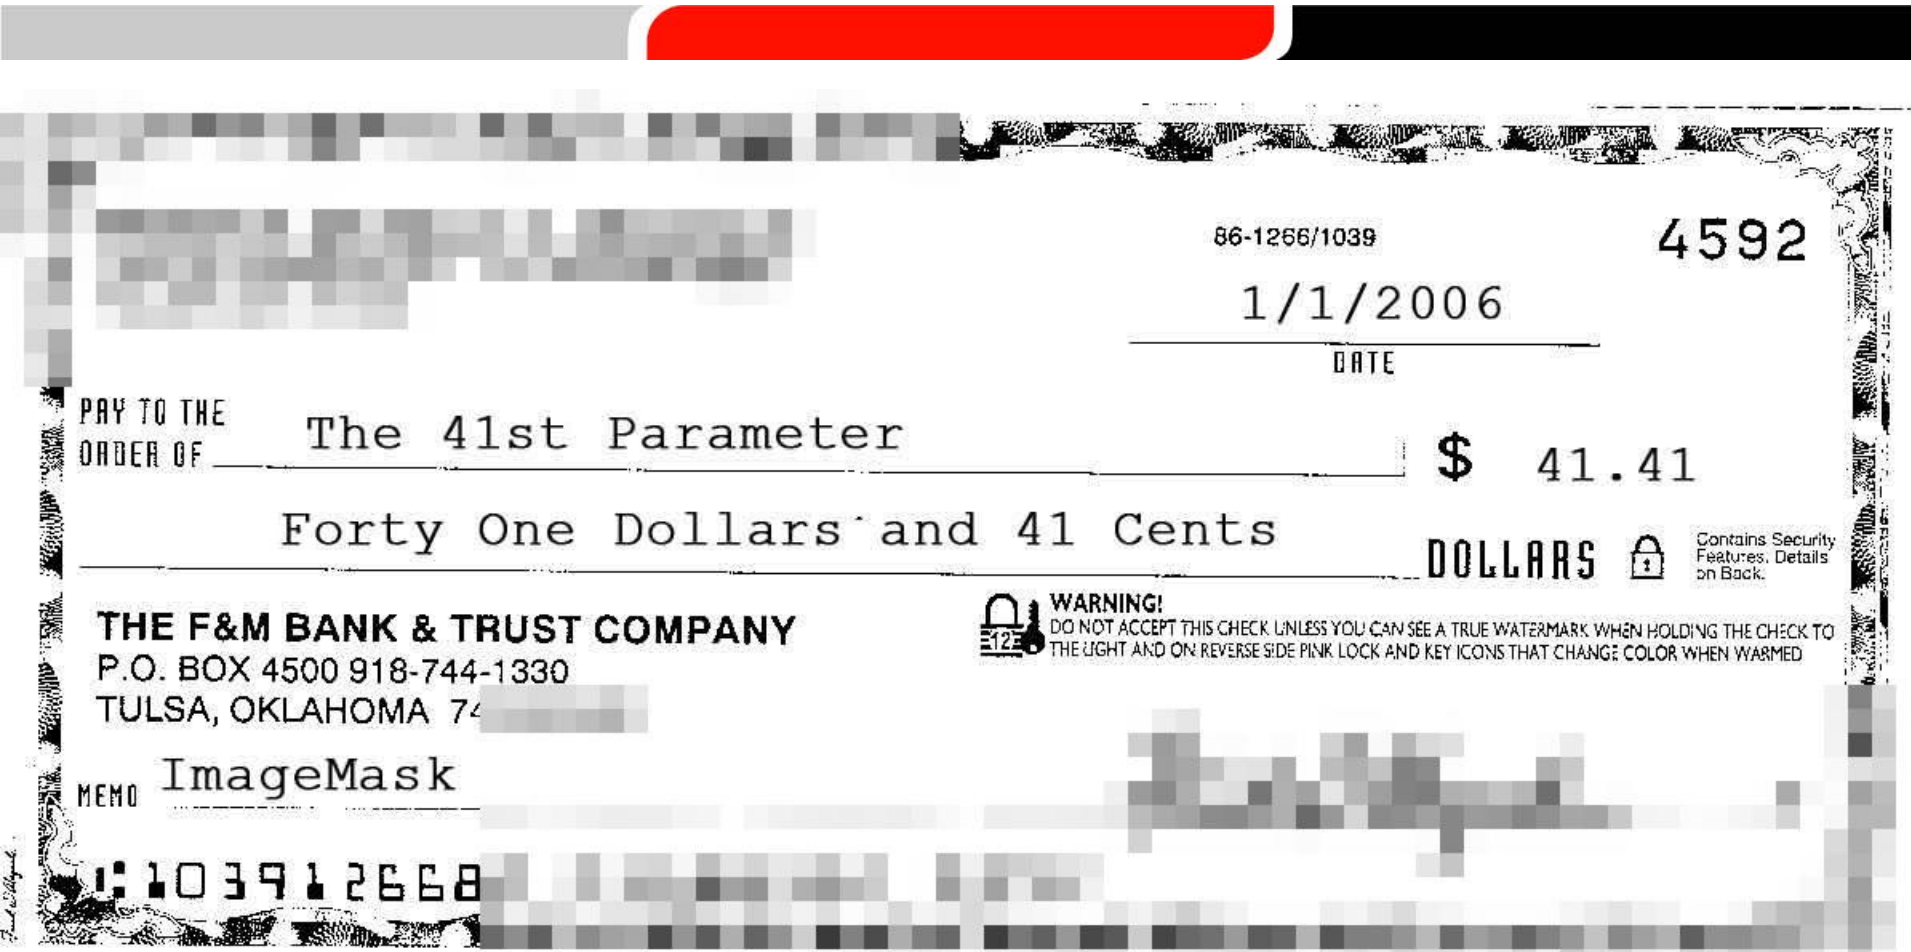 86-1266/1039
4592
1/1/2006
DATE
PAY TO THE
ORDER OF
The 41st Parameter
$ 41.41
Forty One Dollars and 41 Cents
DOLLARS
Contains Security
Features. Details
on Back.
THE F&M BANK & TRUST COMPANY
P.O. BOX 4500 918-744-1330
TULSA, OKLAHOMA 74
WARNING!
DO NOT ACCEPT THIS CHECK UNLESS YOU CAN SEE A TRUE WATERMARK WHEN HOLDING THE CHECK TO
THE LIGHT AND ON REVERSE SIDE PINK LOCK AND KEY ICONS THAT CHANGE COLOR WHEN WARMED
123
MEMO ImageMask
⑆103912668